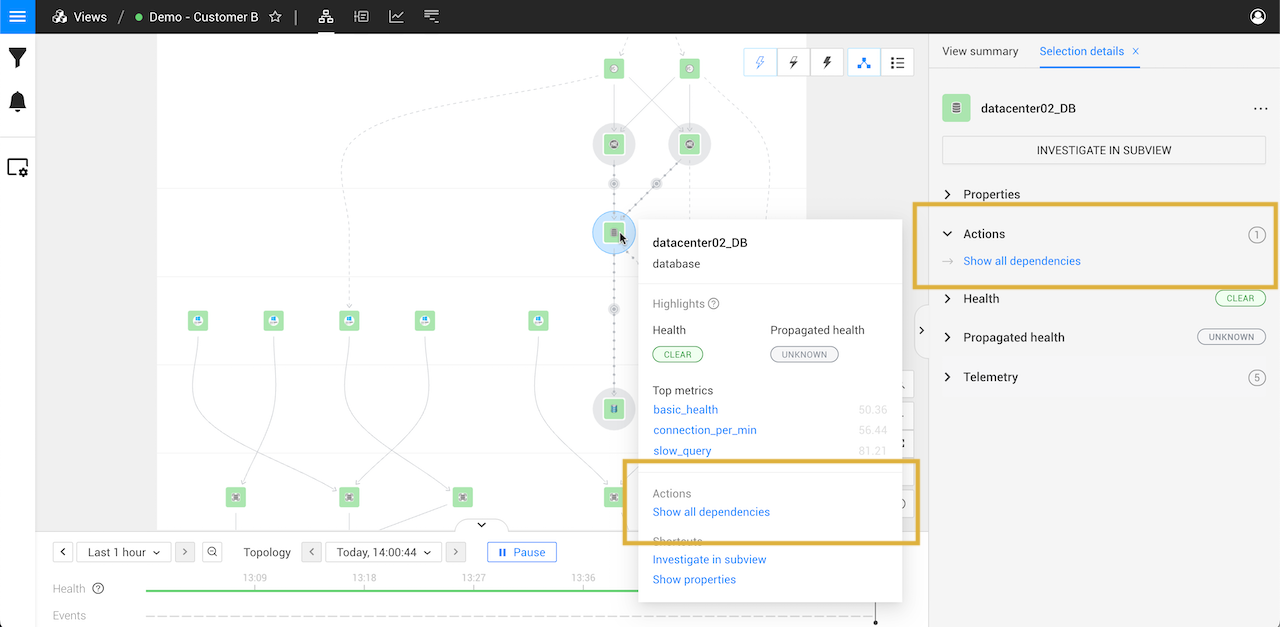 Views / Demo - Customer B
View summary
Selection details x
datacenter02_DB
INVESTIGATE IN SUBVIEW
Properties
Actions 1
Show all dependencies
Health CLEAR
Propagated health UNKNOWN
Telemetry 5
datacenter02_DB
database
Highlights ?
Health Propagated health
CLEAR UNKNOWN
Top metrics
basic_health 50.36
connection_per_min 56.44
slow_query 81.21
Actions
Show all dependencies
Shortcuts
Investigate in subview
Show properties
Last 1 hour Topology Today, 14:00:44 Pause
13:09 13:18 13:27 13:36
Health ?
Events